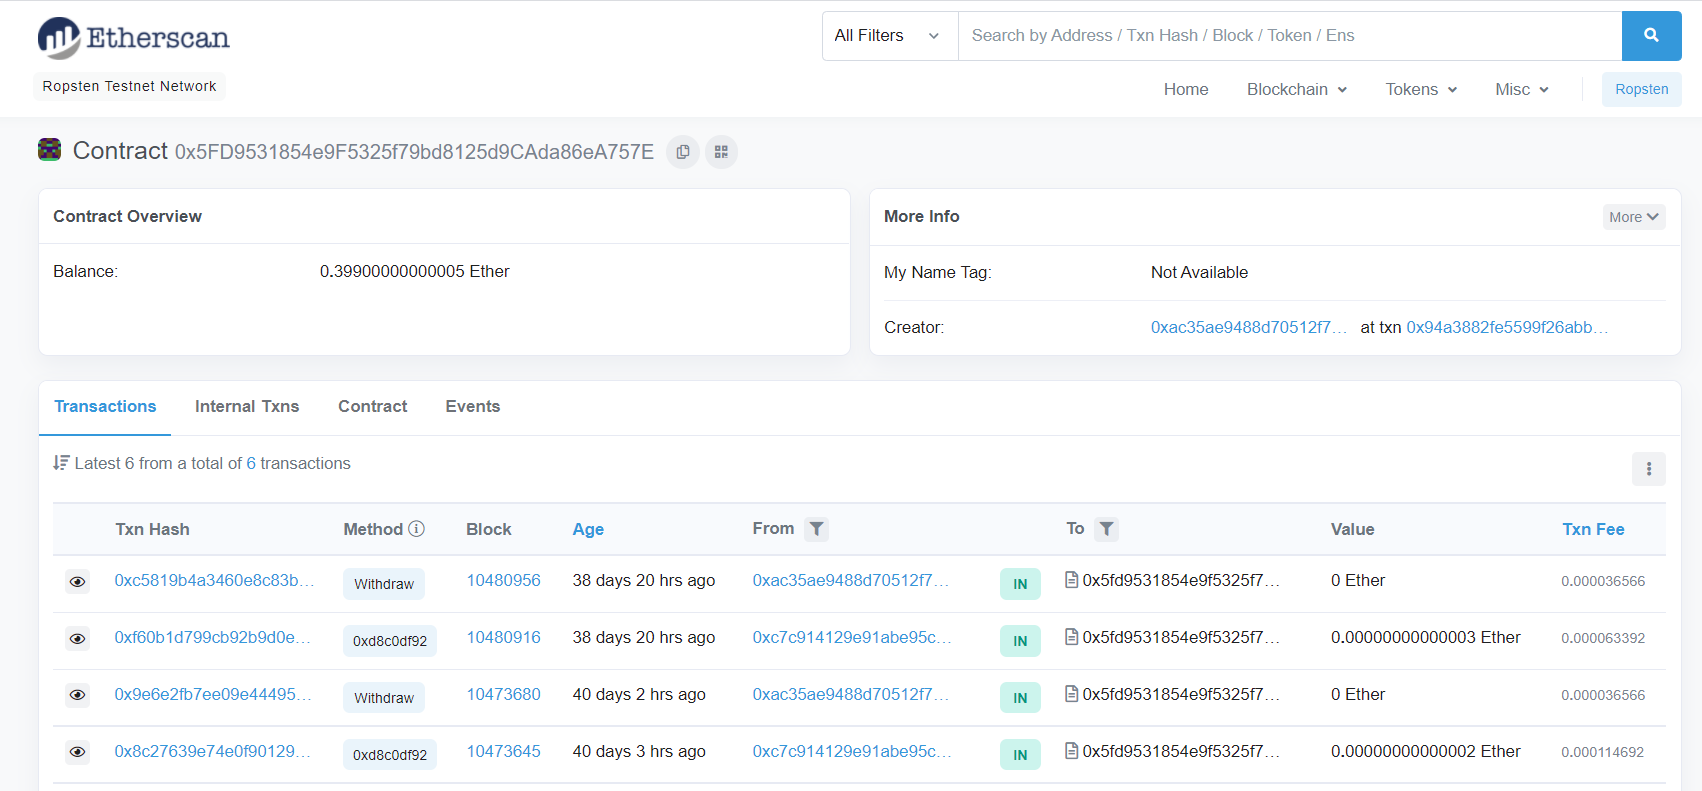 Etherscan
All Filters
Search by Address / Txn Hash / Block / Token / Ens
Ropsten Testnet Network
Home Blockchain Tokens Misc Ropsten
Contract 0x5FD9531854e9F5325f79bd8125d9CAda86eA757E
Contract Overview
Balance: 0.39900000000005 Ether
More Info More
My Name Tag: Not Available
Creator: 0xac35ae9488d70512f7... at txn 0x94a3882fe5599f26abb...
Transactions Internal Txns Contract Events
Latest 6 from a total of 6 transactions
Txn Hash Method Block Age From To Value Txn Fee
0xc5819b4a3460e8c83b... Withdraw 10480956 38 days 20 hrs ago 0xac35ae9488d70512f7... IN 0x5fd9531854e9f5325f7... 0 Ether 0.000036566
0xf60b1d799cb92b9d0e... 0xd8c0df92 10480916 38 days 20 hrs ago 0xc7c914129e91abe95c... IN 0x5fd9531854e9f5325f7... 0.00000000000003 Ether 0.000063392
0x9e6e2fb7ee09e44495... Withdraw 10473680 40 days 2 hrs ago 0xac35ae9488d70512f7... IN 0x5fd9531854e9f5325f7... 0 Ether 0.000036566
0x8c27639e74e0f90129... 0xd8c0df92 10473645 40 days 3 hrs ago 0xc7c914129e91abe95c... IN 0x5fd9531854e9f5325f7... 0.00000000000002 Ether 0.000114692